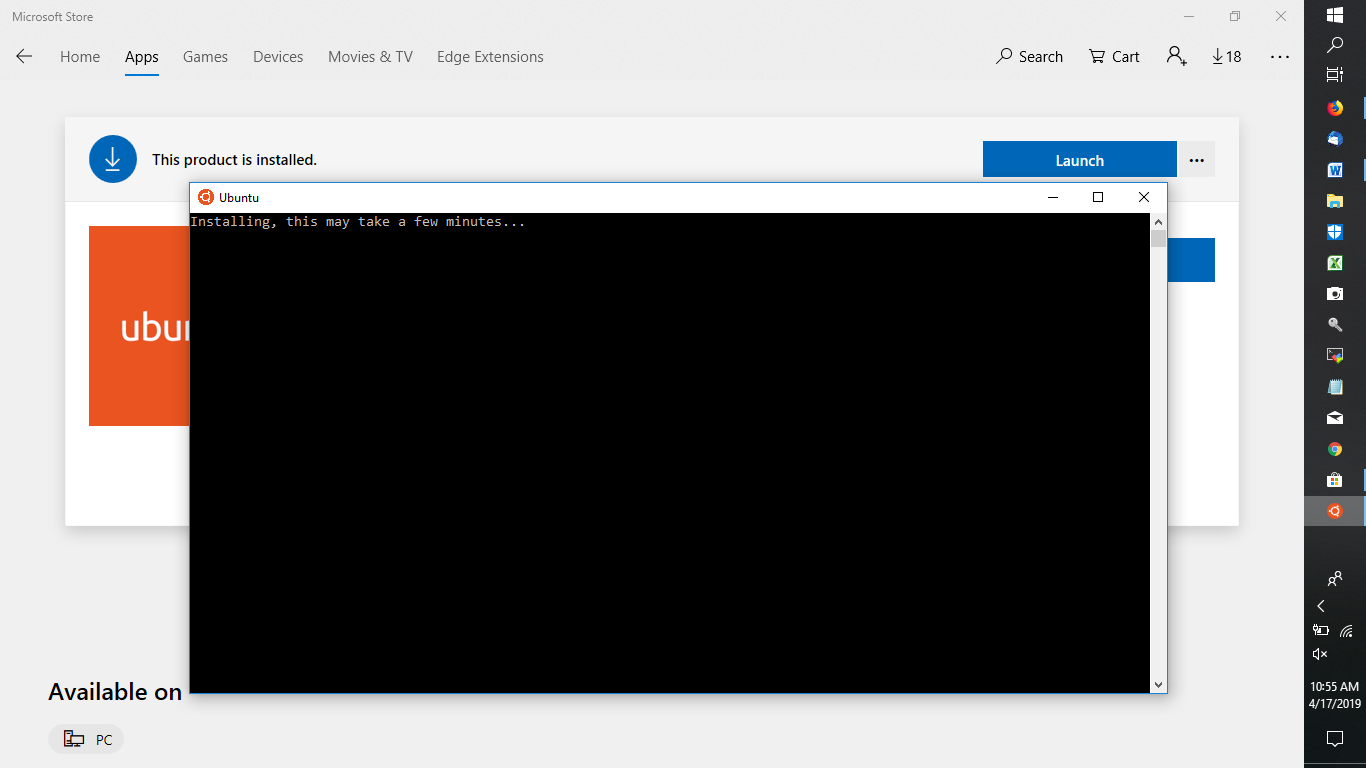 Microsoft Store
Home Apps Games Devices Movies & TV Edge Extensions Search Cart 18
This product is installed.
Launch
Ubuntu
Installing, this may take a few minutes...
Available on
PC
10:55 AM
4/17/2019